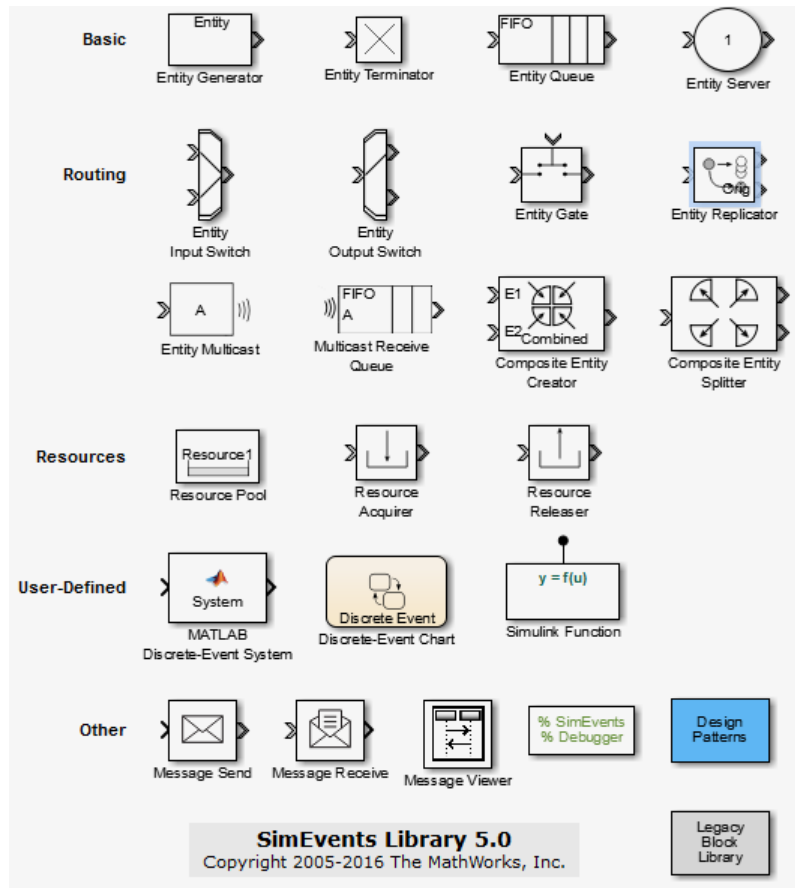 Basic
Entity
Entity Generator
Entity Terminator
FIFO
Entity Queue
1
Entity Server
Routing
Entity
Input Switch
Entity
Output Switch
Entity Gate
Orig
Entity Replicator
A
Entity Multicast
FIFO
A
Multicast Receive
Queue
E1
E2
Combined
Composite Entity
Creator
Composite Entity
Splitter
Resources
Resource1
Resource Pool
Resource
Acquirer
Resource
Releaser
User-Defined
System
MATLAB
Discrete-Event System
Discrete Event
Discrete-Event Chart
y = f(u)
Simulink Function
Other
Message Send
Message Receive
Message Viewer
% SimEvents
% Debugger
Design
Patterns
SimEvents Library 5.0
Copyright 2005-2016 The MathWorks, Inc.
Legacy
Block
Library